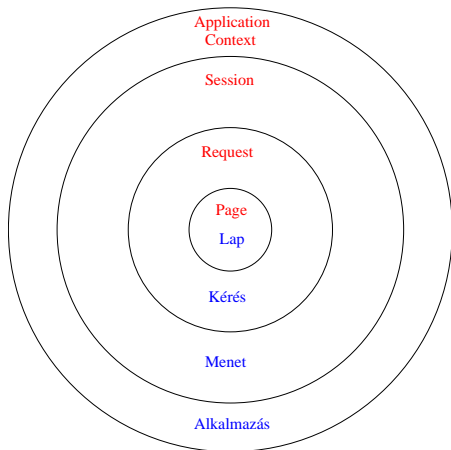 Application
Context
Session
Request
Page
Lap
Kérés
Menet
Alkalmazás